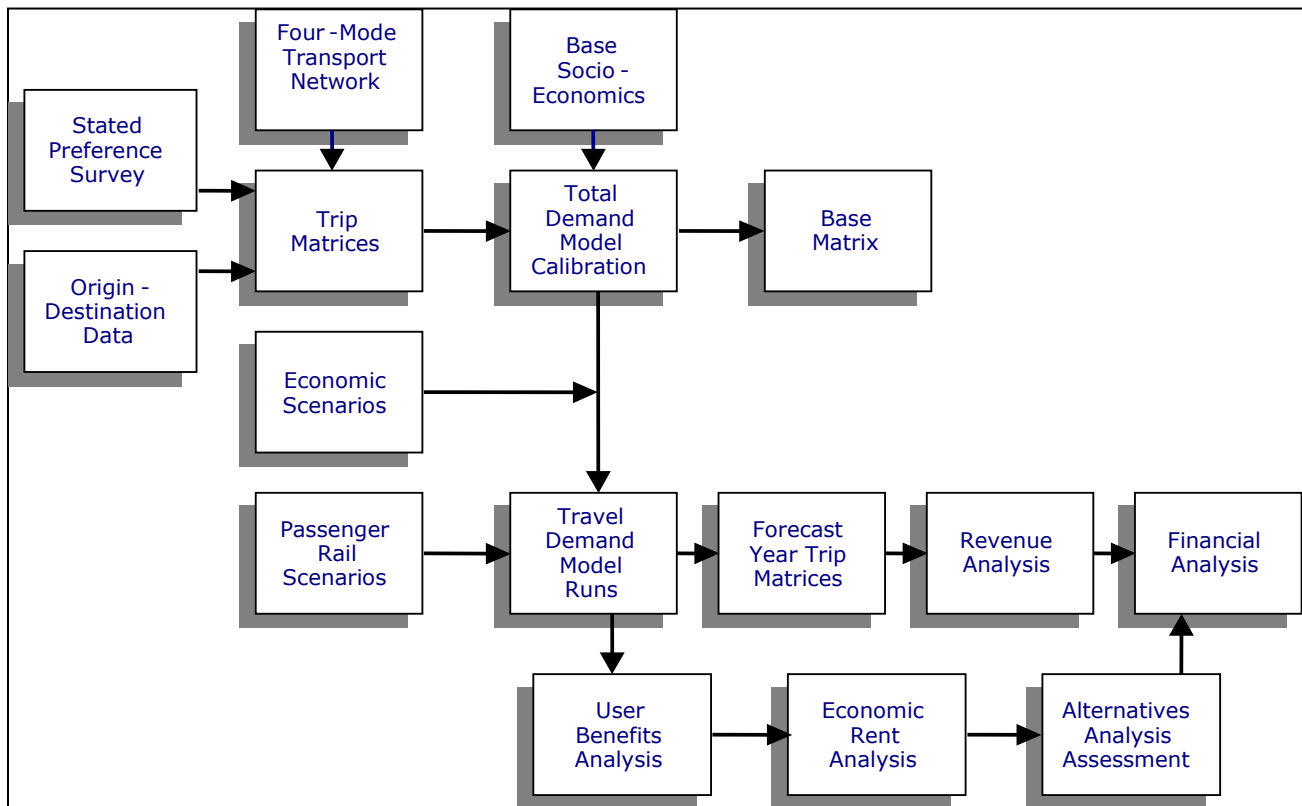 Four -Mode
Transport
Network
Base
Socio -
Economics
Stated
Preference
Survey
Trip
Matrices
Total
Demand
Model
Calibration
Base
Matrix
Origin -
Destination
Data
Economic
Scenarios
Passenger
Rail
Scenarios
Travel
Demand
Model
Runs
Forecast
Year Trip
Matrices
Revenue
Analysis
Financial
Analysis
User
Benefits
Analysis
Economic
Rent
Analysis
Alternatives
Analysis
Assessment